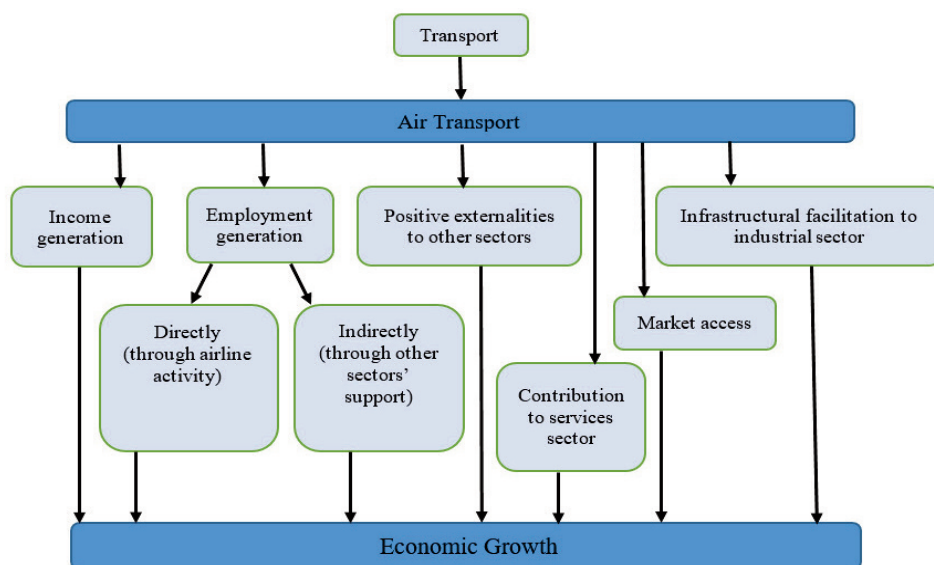 Transport
Air Transport
Income
generation
Employment
generation
Positive externalities
to other sectors
Infrastructural facilitation to
industrial sector
Directly
(through airline
activity)
Indirectly
(through other
sectors’
support)
Market access
Contribution
to services
sector
Economic Growth